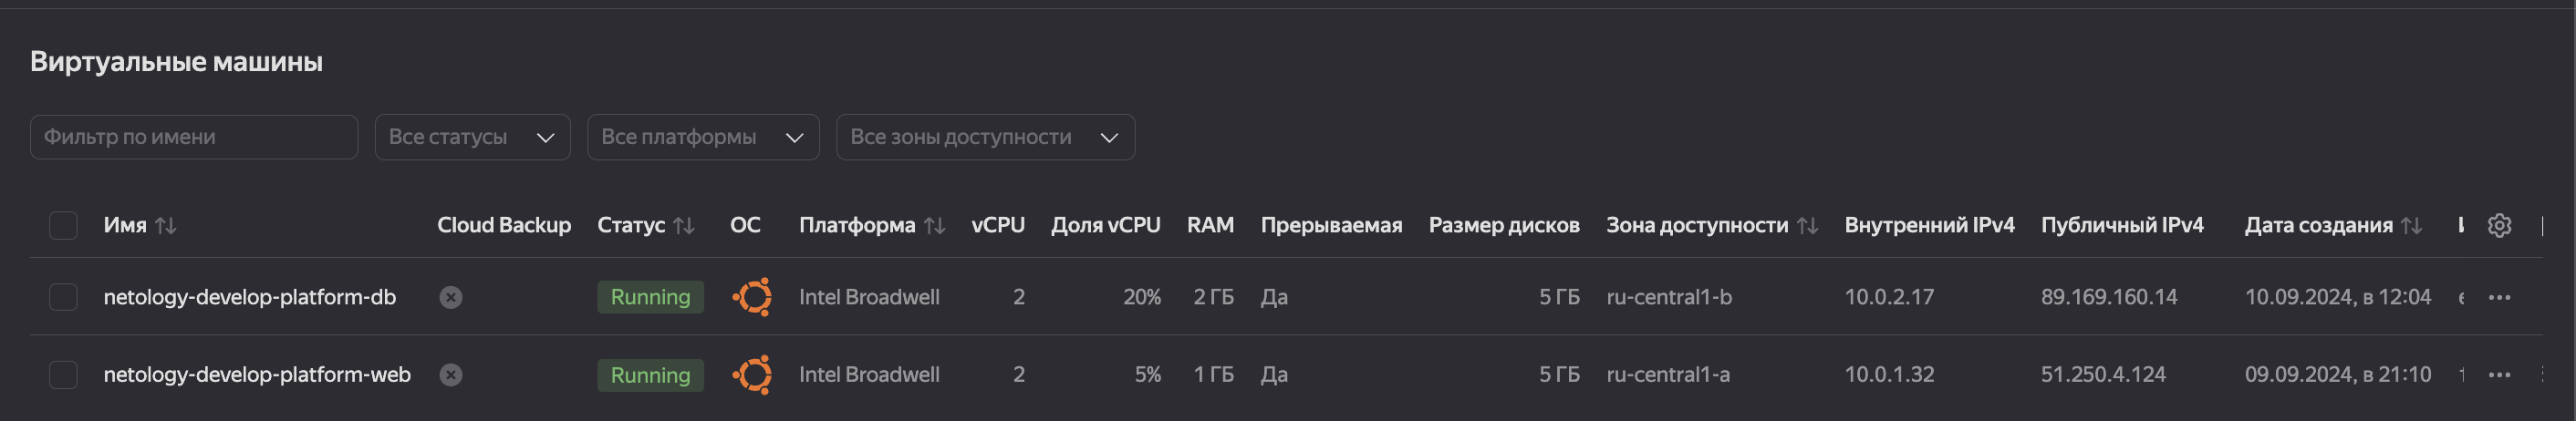 Виртуальные машины
Фильтр по имени Все статусы Все платформы Все зоны доступности
Имя Cloud Backup Статус ОС Платформа vCPU Доля vCPU RAM Прерываемая Размер дисков Зона доступности Внутренний IPv4 Публичный IPv4 Дата создания
netology-develop-platform-db Running Intel Broadwell 2 20% 2 ГБ Да 5 ГБ ru-central1-b 10.0.2.17 89.169.160.14 10.09.2024, в 12:04
netology-develop-platform-web Running Intel Broadwell 2 5% 1 ГБ Да 5 ГБ ru-central1-a 10.0.1.32 51.250.4.124 09.09.2024, в 21:10